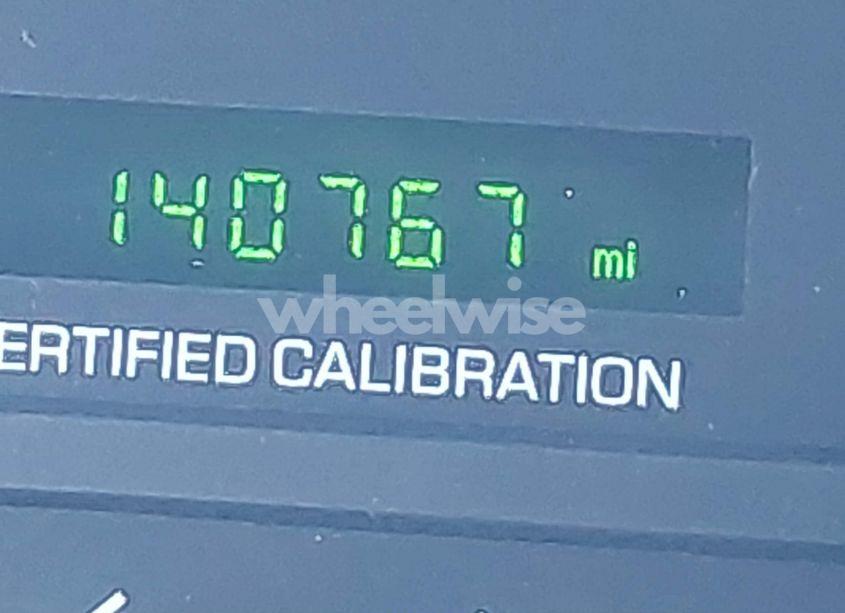 140767 mi
wheelwise
ERTIFIED CALIBRATION